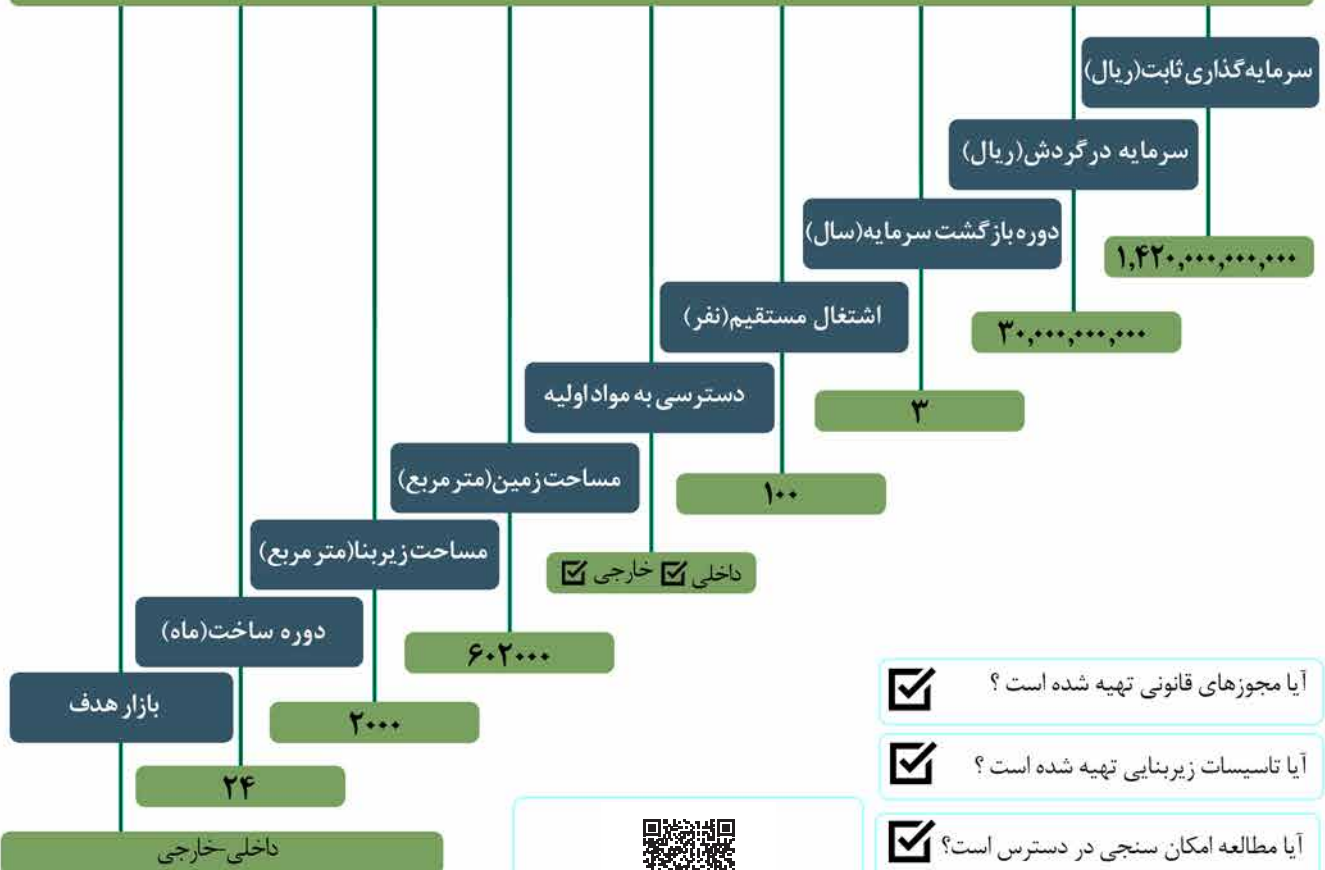 سرمایه‌گذاری ثابت(ریال)
۱,۴۲۰,۰۰۰,۰۰۰,۰۰۰
سرمایه در گردش(ریال)
۳۰,۰۰۰,۰۰۰,۰۰۰
دوره بازگشت سرمایه(سال)
۳
اشتغال مستقیم(نفر)
۱۰۰
دسترسی به مواد اولیه
داخلی ☑ خارجی ☑
مساحت زمین(متر مربع)
۶۰۲۰۰۰
مساحت زیربنا(متر مربع)
۲۰۰۰
دوره ساخت(ماه)
۲۴
بازار هدف
داخلی-خارجی
آیا مجوزهای قانونی تهیه شده است ؟ ☑
آیا تاسیسات زیربنایی تهیه شده است ؟ ☑
آیا مطالعه امکان سنجی در دسترس است؟ ☑